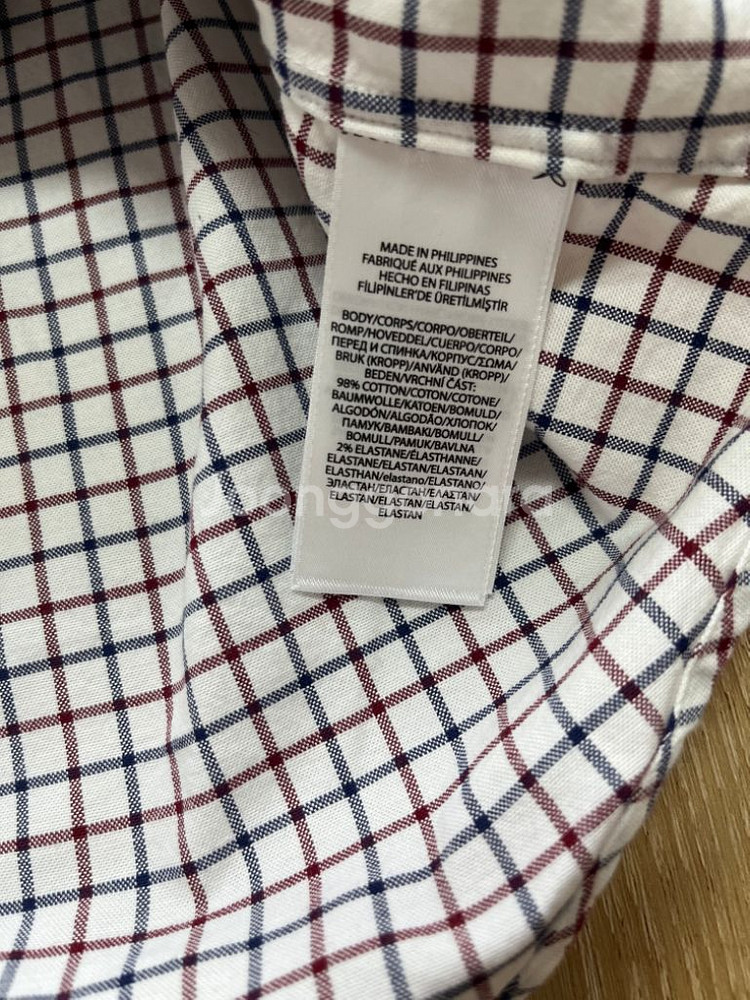 MADE IN PHILIPPINES
FABRIQUÉ AUX PHILIPPINES
HECHO EN FILIPINAS
FİLİPİNLER'DE ÜRETİLMİŞTİR
BODY/CORPS/CORPO/OBERTEIL/
ROMP/HOVEDDEL/CUERPO/CORPO/
ПЕРЕД И СПИНКА/КОРПУС/ΣΩΜΑ/
BRUK (KROPP)/ANVÄND (KROPP)/
BEDEN/VRCHNÍ ČÁST:
98% COTTON/COTON/COTONE/
BAUMWOLLE/KATOEN/BOMULD/
ALGODÓN/ALGODÃO/ХЛОПОК/
ПАМУК/ΒΑΜΒΑΚΙ/BOMULL/
BOMULL/PAMUK/BAVLNA
2% ELASTANE/ÉLASTHANNE/
ELASTANE/ELASTAN/ELASTAAN/
ELASTHAN/elastano/ELASTANO/
ЭЛАСТАН/ЕЛАСТАН/ΕΛΑΣΤΑΝ/
ELASTAN/ELASTAN/ELASTAN/
ELASTAN